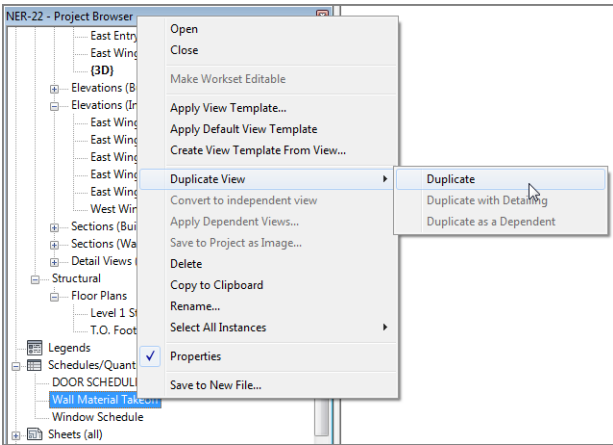 NER-22 - Project Browser
East Entry
East Wing
{3D}
Elevations (B
Elevations (In
East Wing
East Wing
East Wing
East Wing
East Wing
West Win
Sections (Buil
Sections (Wa
Detail Views (
Structural
Floor Plans
Level 1 St
T.O. Foot
Legends
Schedules/Quant
DOOR SCHEDUL
Wall Material Takeoff
Window Schedule
Sheets (all)
Open
Close
Make Workset Editable
Apply View Template...
Apply Default View Template
Create View Template From View...
Duplicate View
Convert to independent view
Apply Dependent Views...
Save to Project as Image...
Delete
Copy to Clipboard
Rename...
Select All Instances
Properties
Save to New File...
Duplicate
Duplicate with Detailing
Duplicate as a Dependent